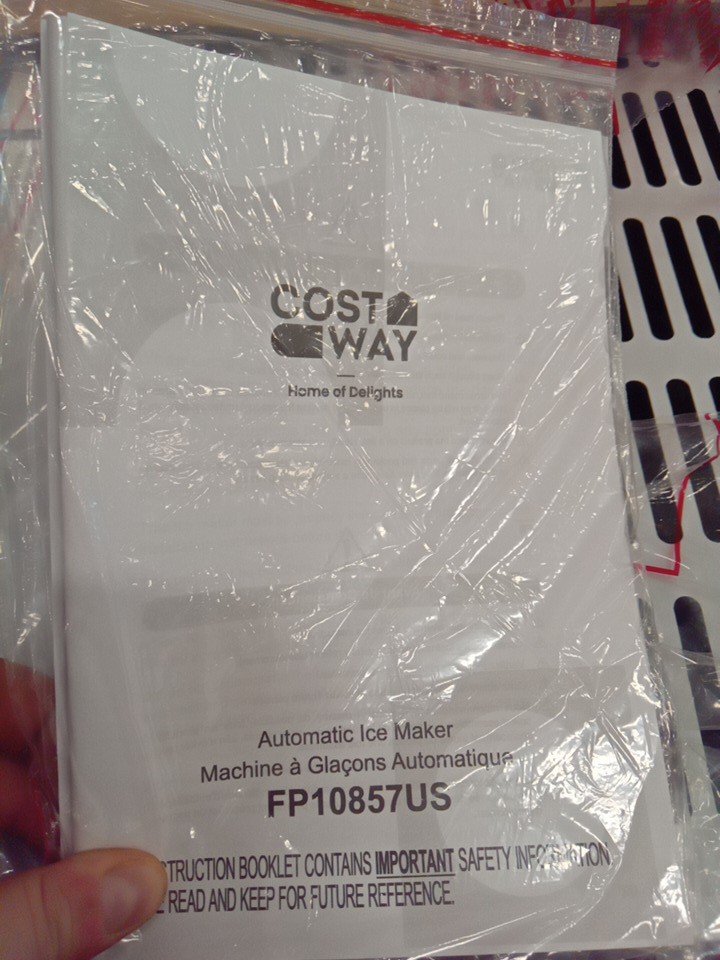 COST
WAY
Home of Delights
Automatic Ice Maker
Machine à Glaçons Automatique
FP10857US
STRUCTION BOOKLET CONTAINS IMPORTANT SAFETY
READ AND KEEP FOR FUTURE REFERENCE.